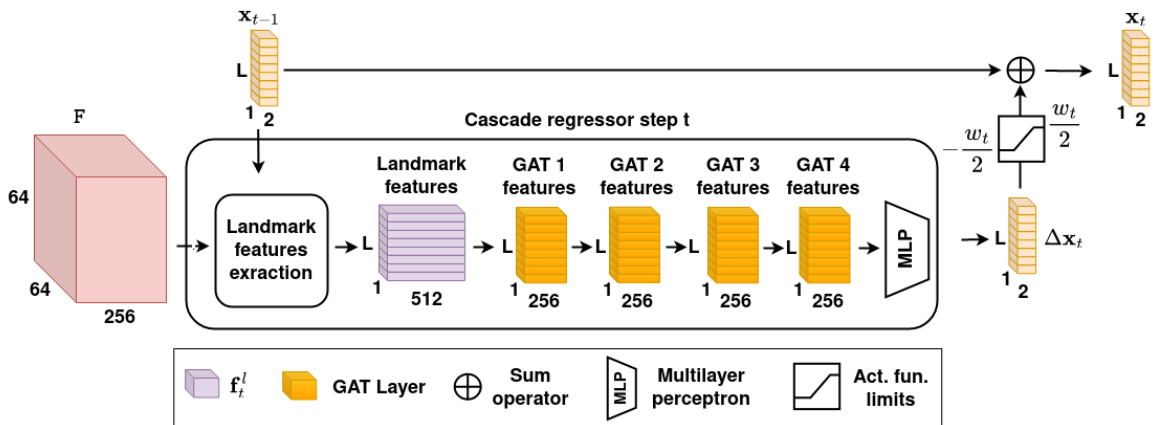 x_{t-1}
x_t
L
L
1
2
1
2
F
Cascade regressor step t
-\frac{w_t}{2}
\frac{w_t}{2}
64
64
256
Landmark
features
exraction
Landmark
features
L
1
512
GAT 1
features
L
1
256
GAT 2
features
L
1
256
GAT 3
features
L
1
256
GAT 4
features
L
1
256
MLP
L
Δx_t
1
2
f_t^l
GAT Layer
Sum
operator
MLP
Multilayer
perceptron
Act. fun.
limits